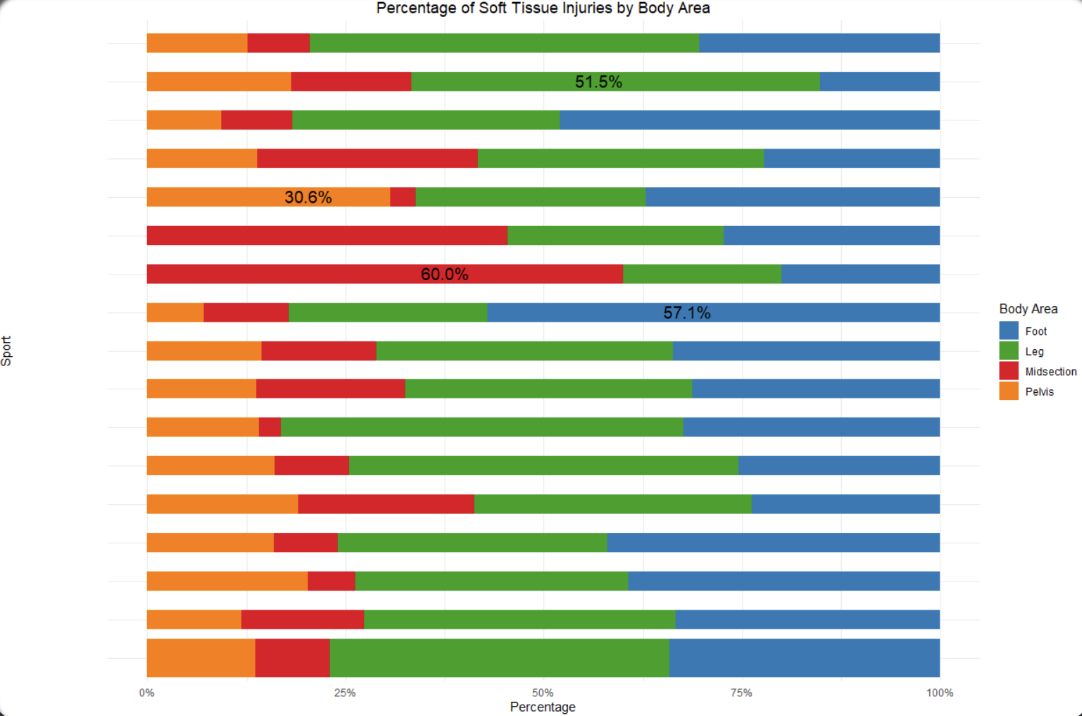 Percentage of Soft Tissue Injuries by Body Area
51.5%
30.6%
60.0%
57.1%
Sport
Body Area
Foot
Leg
Midsection
Pelvis
0% 25% 50% 75% 100%
Percentage